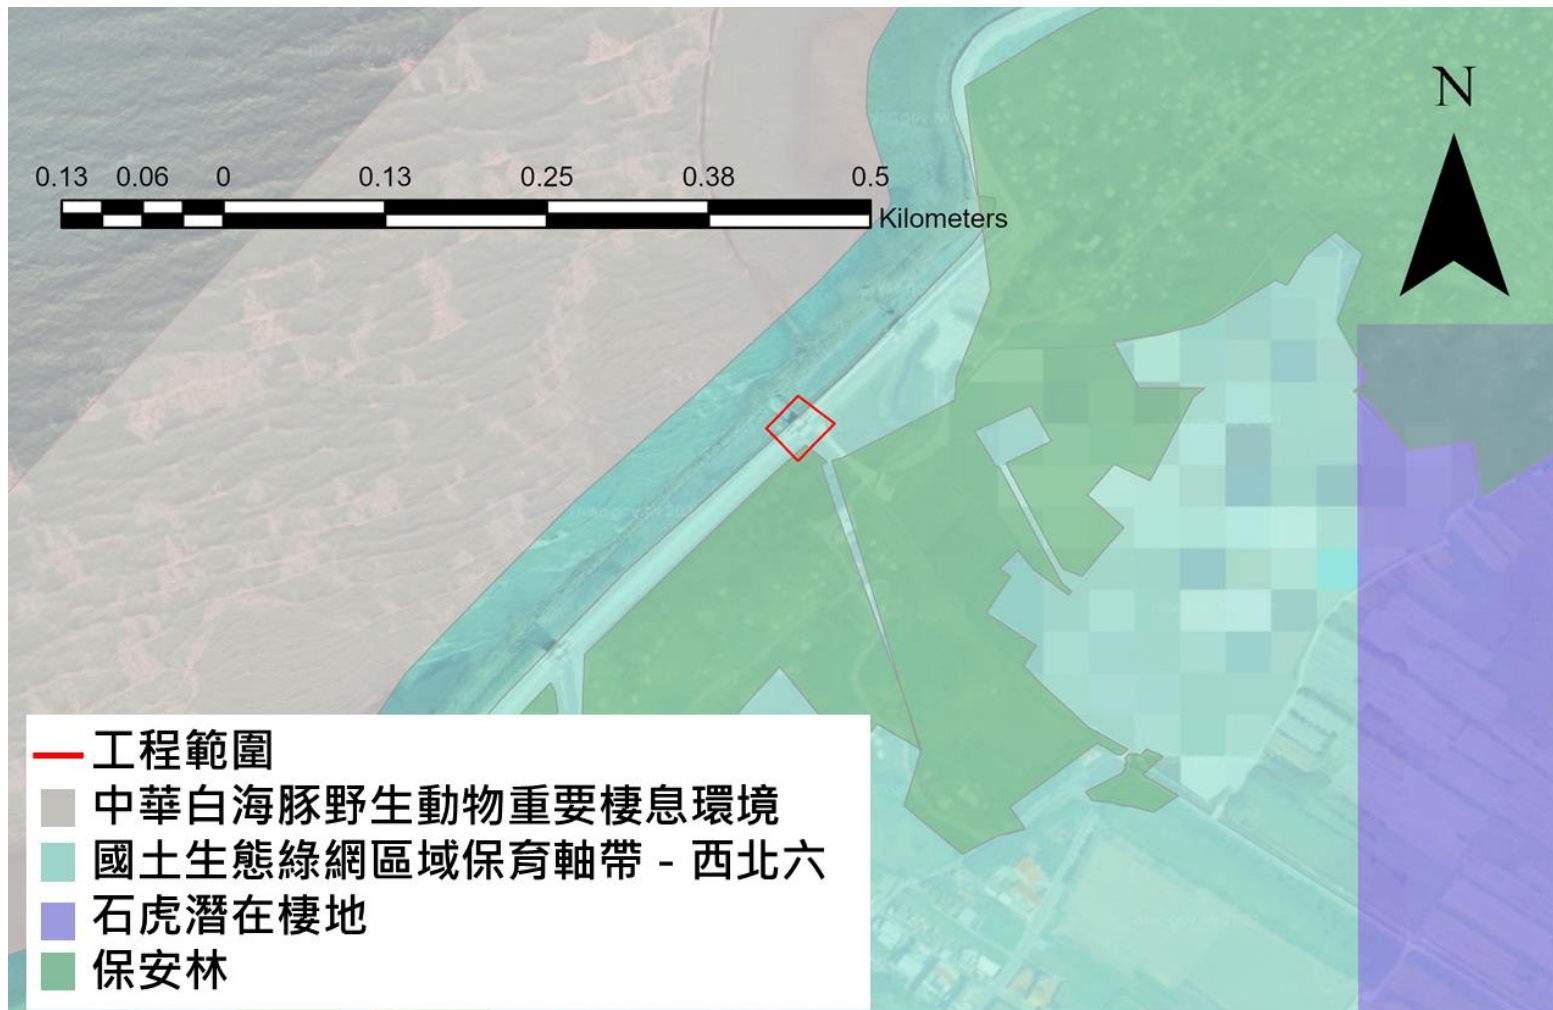 N
0.13 0.06 0 0.13 0.25 0.38 0.5
Kilometers
工程範圍
中華白海豚野生動物重要棲息環境
國土生態綠網區域保育軸帶 - 西北六
石虎潛在棲地
保安林